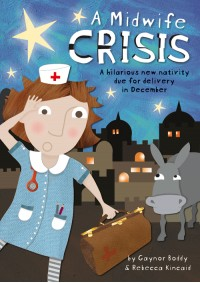 A Midwife
CRISIS
A hilarious new nativity
due for delivery
in December
by Gaynor Boddy
& Rebecca Kincaid